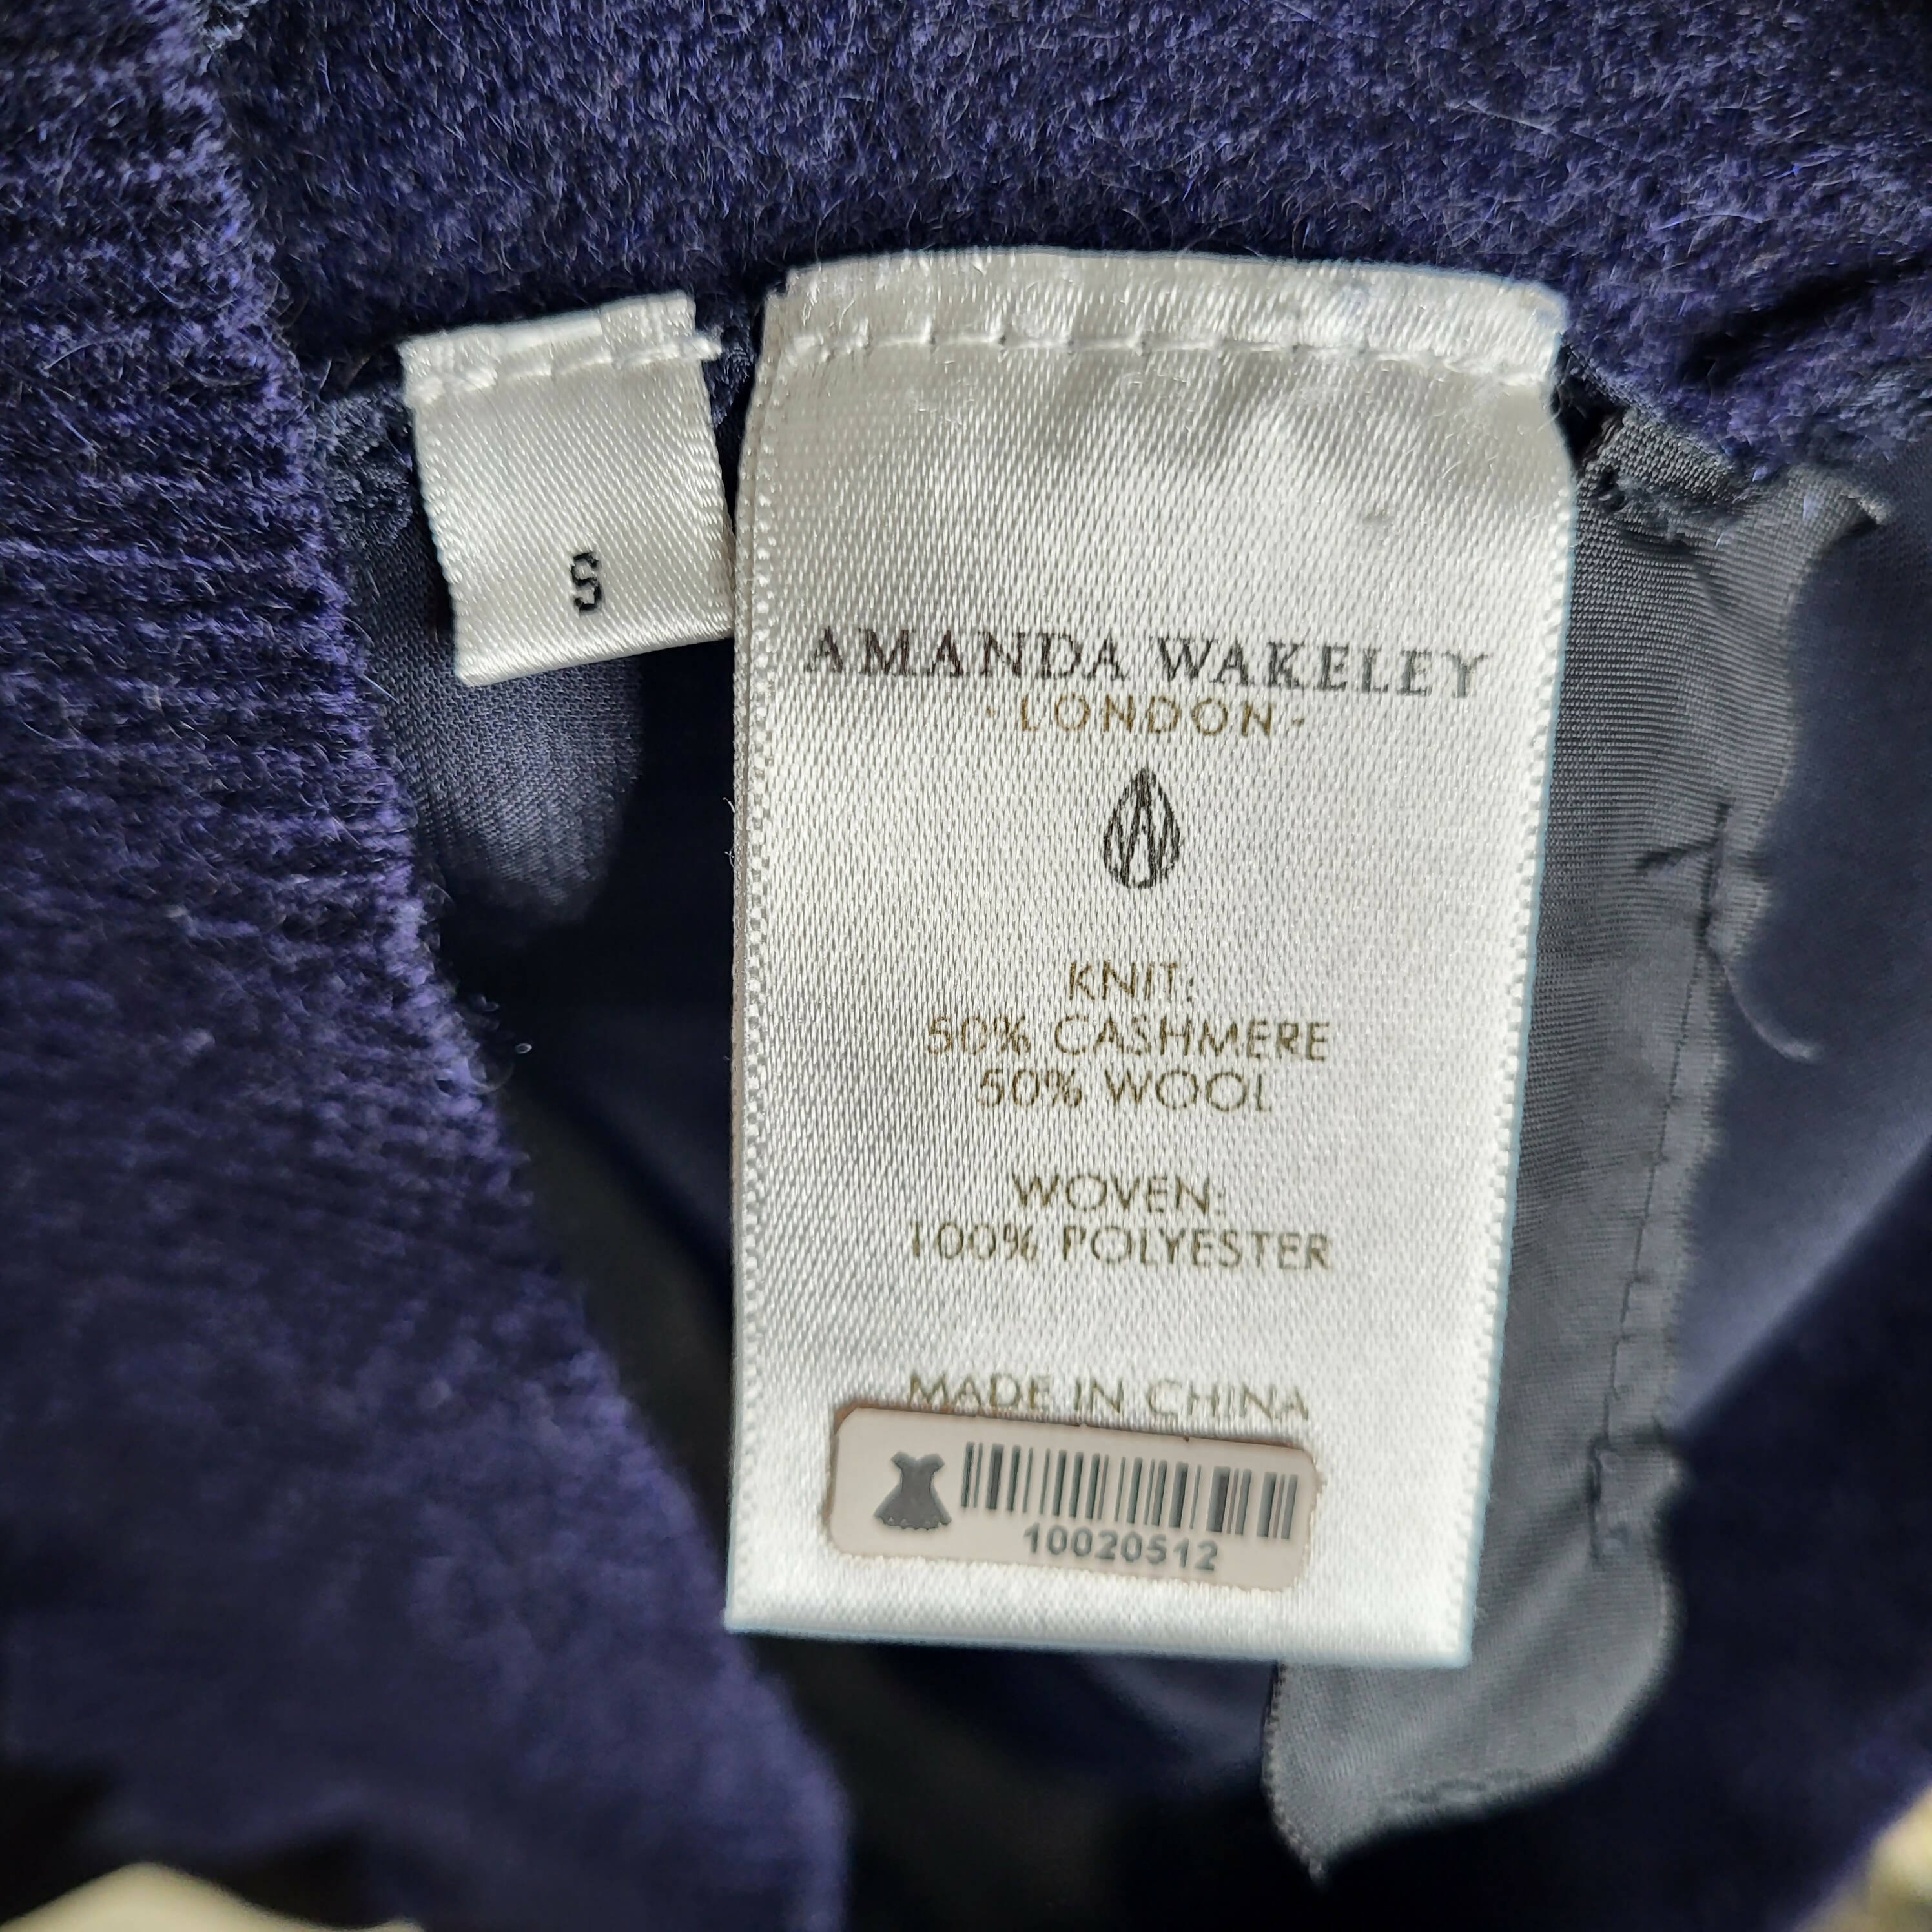 S
AMANDA WAKELEY
- LONDON -
KNIT:
50% CASHMERE
50% WOOL
WOVEN:
100% POLYESTER
MADE IN CHINA
10020512